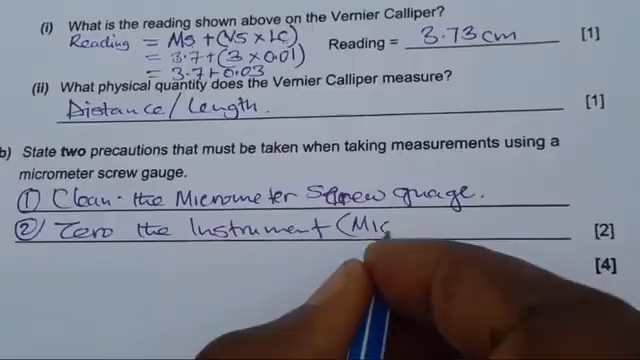 (i) What is the reading shown above on the Vernier Calliper?
Reading = MS + (VS × LC)
= 3.7 + (3 × 0.01)
= 3.7 + 0.03
Reading = 3.73 cm [1]
(ii) What physical quantity does the Vernier Calliper measure?
Distance / Length. [1]
b) State two precautions that must be taken when taking measurements using a
micrometer screw gauge.
① Clean the Micrometer Screw guage.
② Zero the Instrument (Mic [2]
[4]